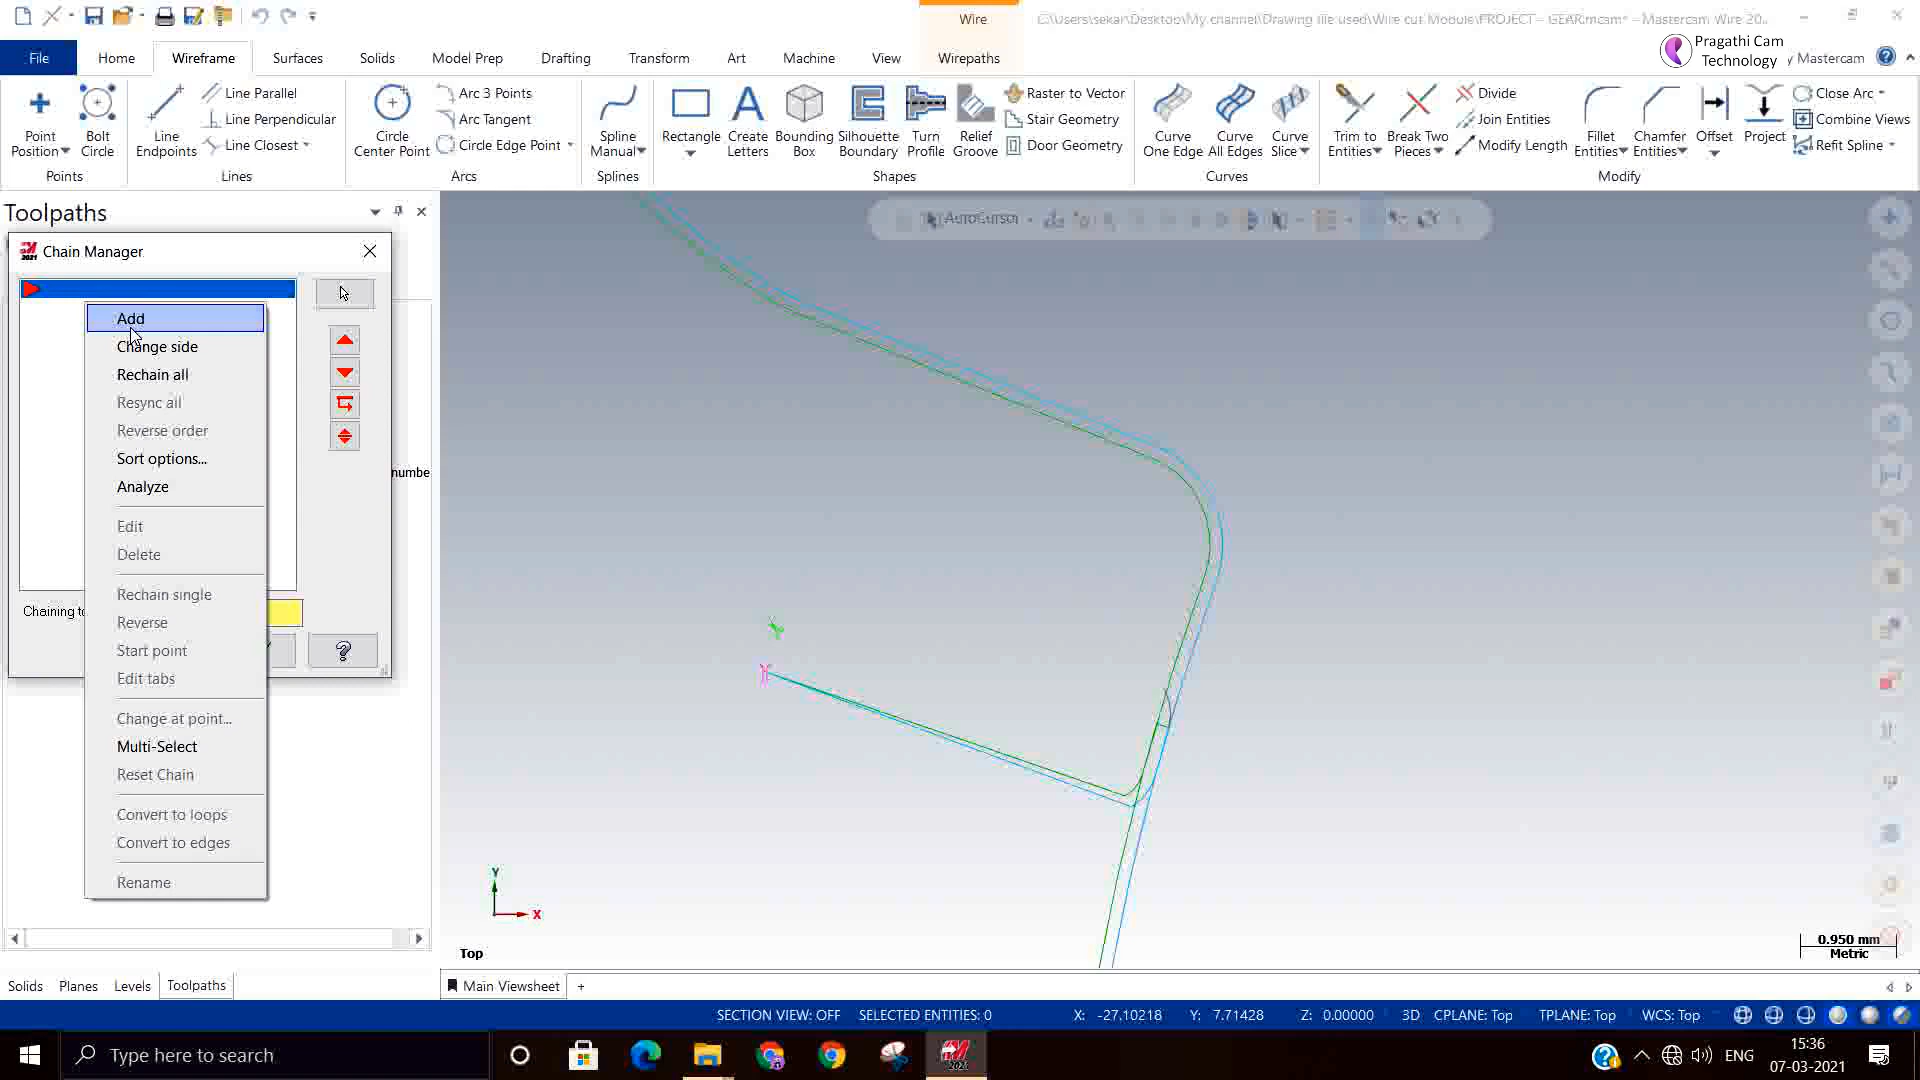 Wire
C:\Users\sekar\Desktop\My channel\Drawing file used\Wire cut Module\PROJECT - GEAR.mcam* - Mastercam Wire 20...
File
Home
Wireframe
Surfaces
Solids
Model Prep
Drafting
Transform
Art
Machine
View
Wirepaths
Pragathi Cam
Technology
y Mastercam
Point
Position
Bolt
Circle
Points
Line
Endpoints
Line Parallel
Line Perpendicular
Line Closest
Lines
Circle
Center Point
Arc 3 Points
Arc Tangent
Circle Edge Point
Arcs
Spline
Manual
Splines
Rectangle
Create
Letters
Bounding
Box
Silhouette
Boundary
Turn
Profile
Relief
Groove
Raster to Vector
Stair Geometry
Door Geometry
Shapes
Curve
One Edge
Curve
All Edges
Curve
Slice
Curves
Trim to
Entities
Break Two
Pieces
Divide
Join Entities
Modify Length
Fillet
Entities
Chamfer
Entities
Offset
Project
Close Arc
Combine Views
Refit Spline
Modify
Toolpaths
Chain Manager
Add
Change side
Rechain all
Resync all
Reverse order
Sort options...
Analyze
Edit
Delete
Rechain single
Reverse
Start point
Edit tabs
Change at point...
Multi-Select
Reset Chain
Convert to loops
Convert to edges
Rename
numbe
Chaining to
?
AutoCursor
Y
X
Top
0.950 mm
Metric
Solids
Planes
Levels
Toolpaths
Main Viewsheet
+
SECTION VIEW: OFF
SELECTED ENTITIES: 0
X: -27.10218
Y: 7.71428
Z: 0.00000
3D
CPLANE: Top
TPLANE: Top
WCS: Top
Type here to search
2021
ENG
15:36
07-03-2021